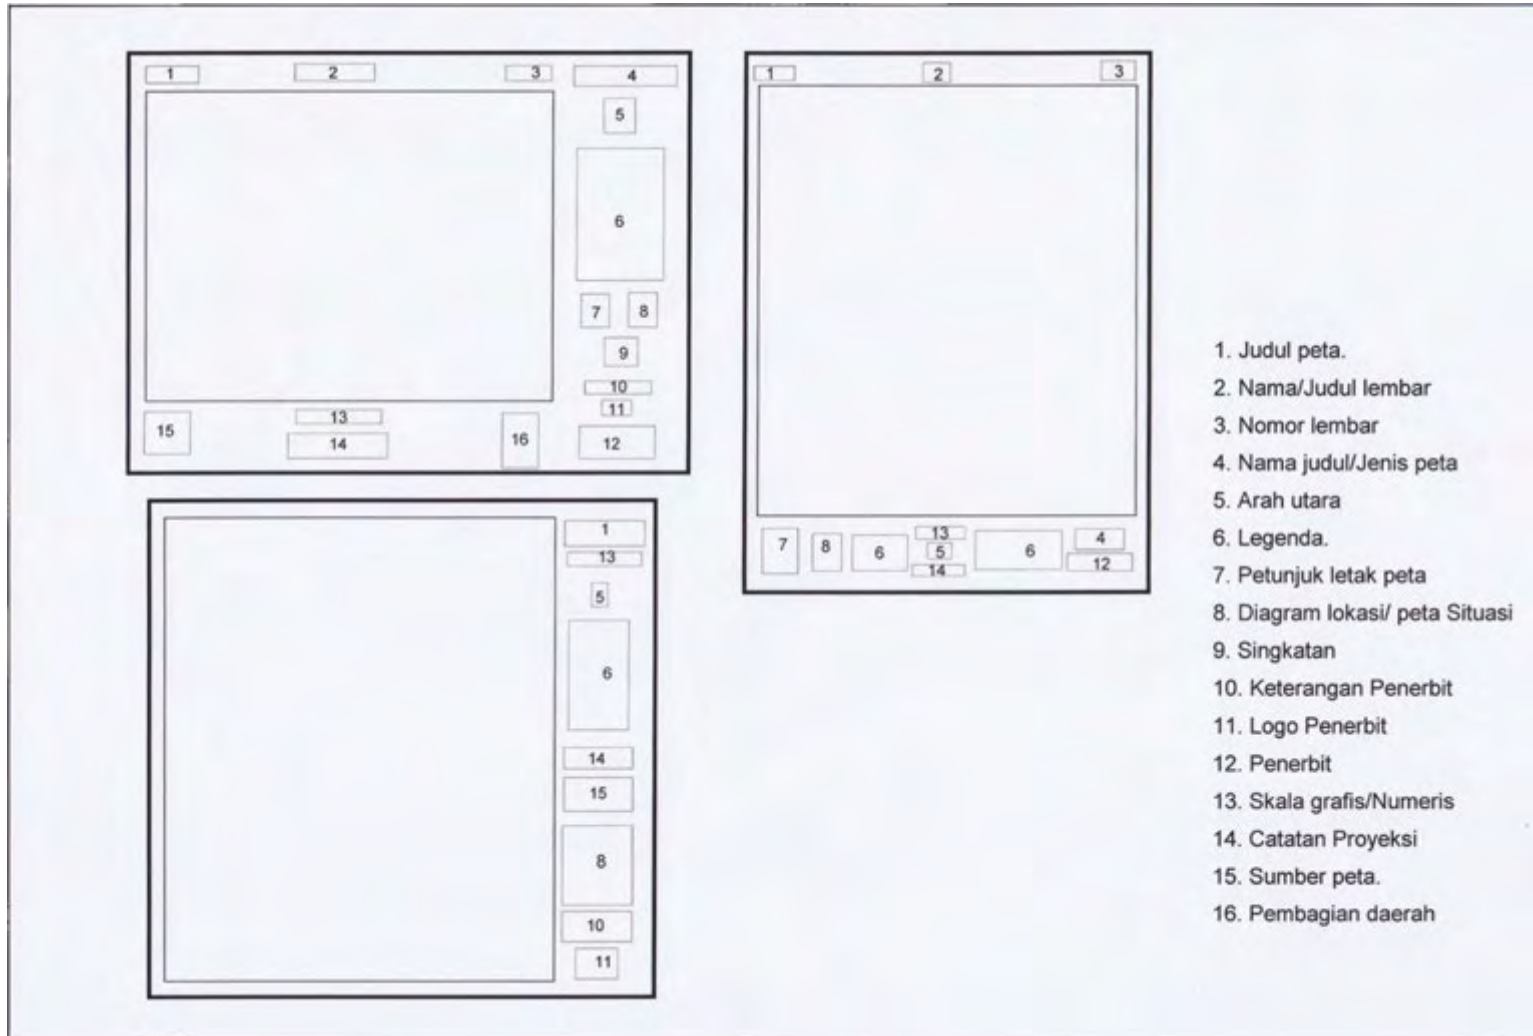 1 2 3 4
5
6
7 8
9
10
11
12
13
14
15
16
1 2 3
7 8 6 13 5 14 6 4 12
1
13
5
6
14
15
8
10
11
1. Judul peta.
2. Nama/Judul lembar
3. Nomor lembar
4. Nama judul/Jenis peta
5. Arah utara
6. Legenda.
7. Petunjuk letak peta
8. Diagram lokasi/ peta Situasi
9. Singkatan
10. Keterangan Penerbit
11. Logo Penerbit
12. Penerbit
13. Skala grafis/Numeris
14. Catatan Proyeksi
15. Sumber peta.
16. Pembagian daerah